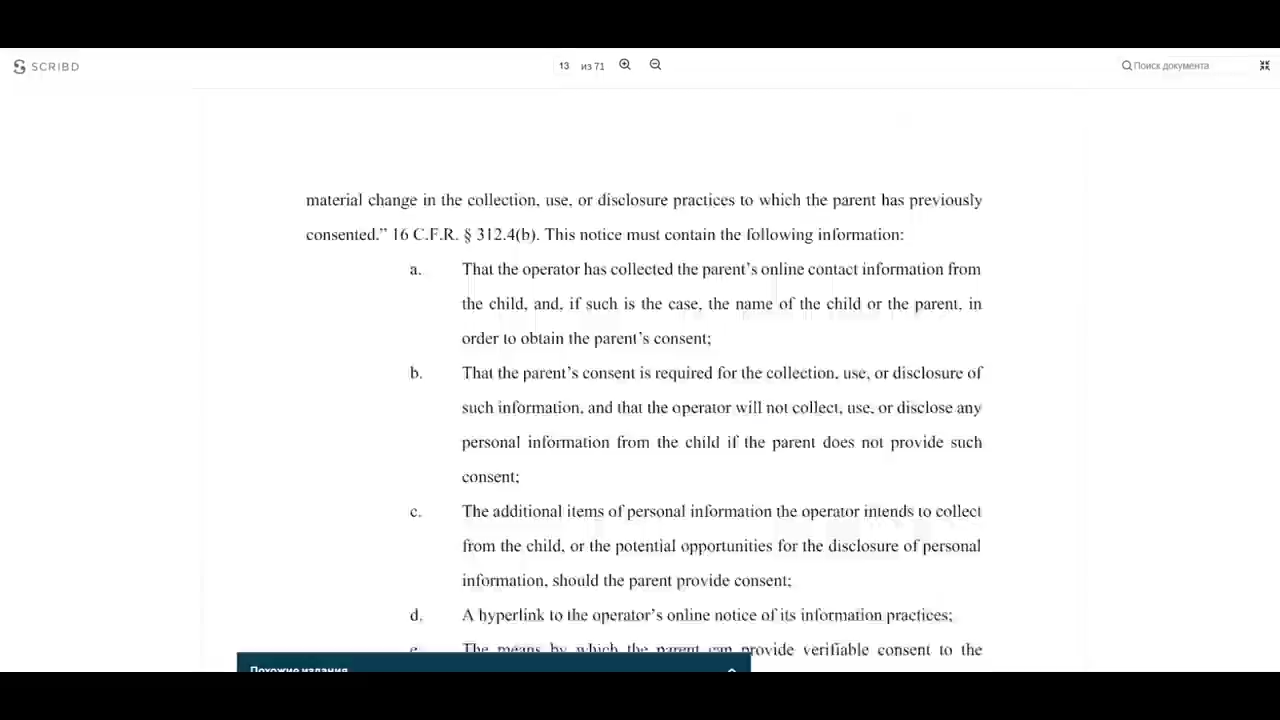 SCRIBD
13 из 71
Поиск документа
material change in the collection, use, or disclosure practices to which the parent has previously
consented.” 16 C.F.R. § 312.4(b). This notice must contain the following information:
a. That the operator has collected the parent’s online contact information from
the child, and, if such is the case, the name of the child or the parent, in
order to obtain the parent’s consent;
b. That the parent’s consent is required for the collection, use, or disclosure of
such information, and that the operator will not collect, use, or disclose any
personal information from the child if the parent does not provide such
consent;
c. The additional items of personal information the operator intends to collect
from the child, or the potential opportunities for the disclosure of personal
information, should the parent provide consent;
d. A hyperlink to the operator’s online notice of its information practices;
e. The means by which the parent can provide verifiable consent to the
Похожие издания